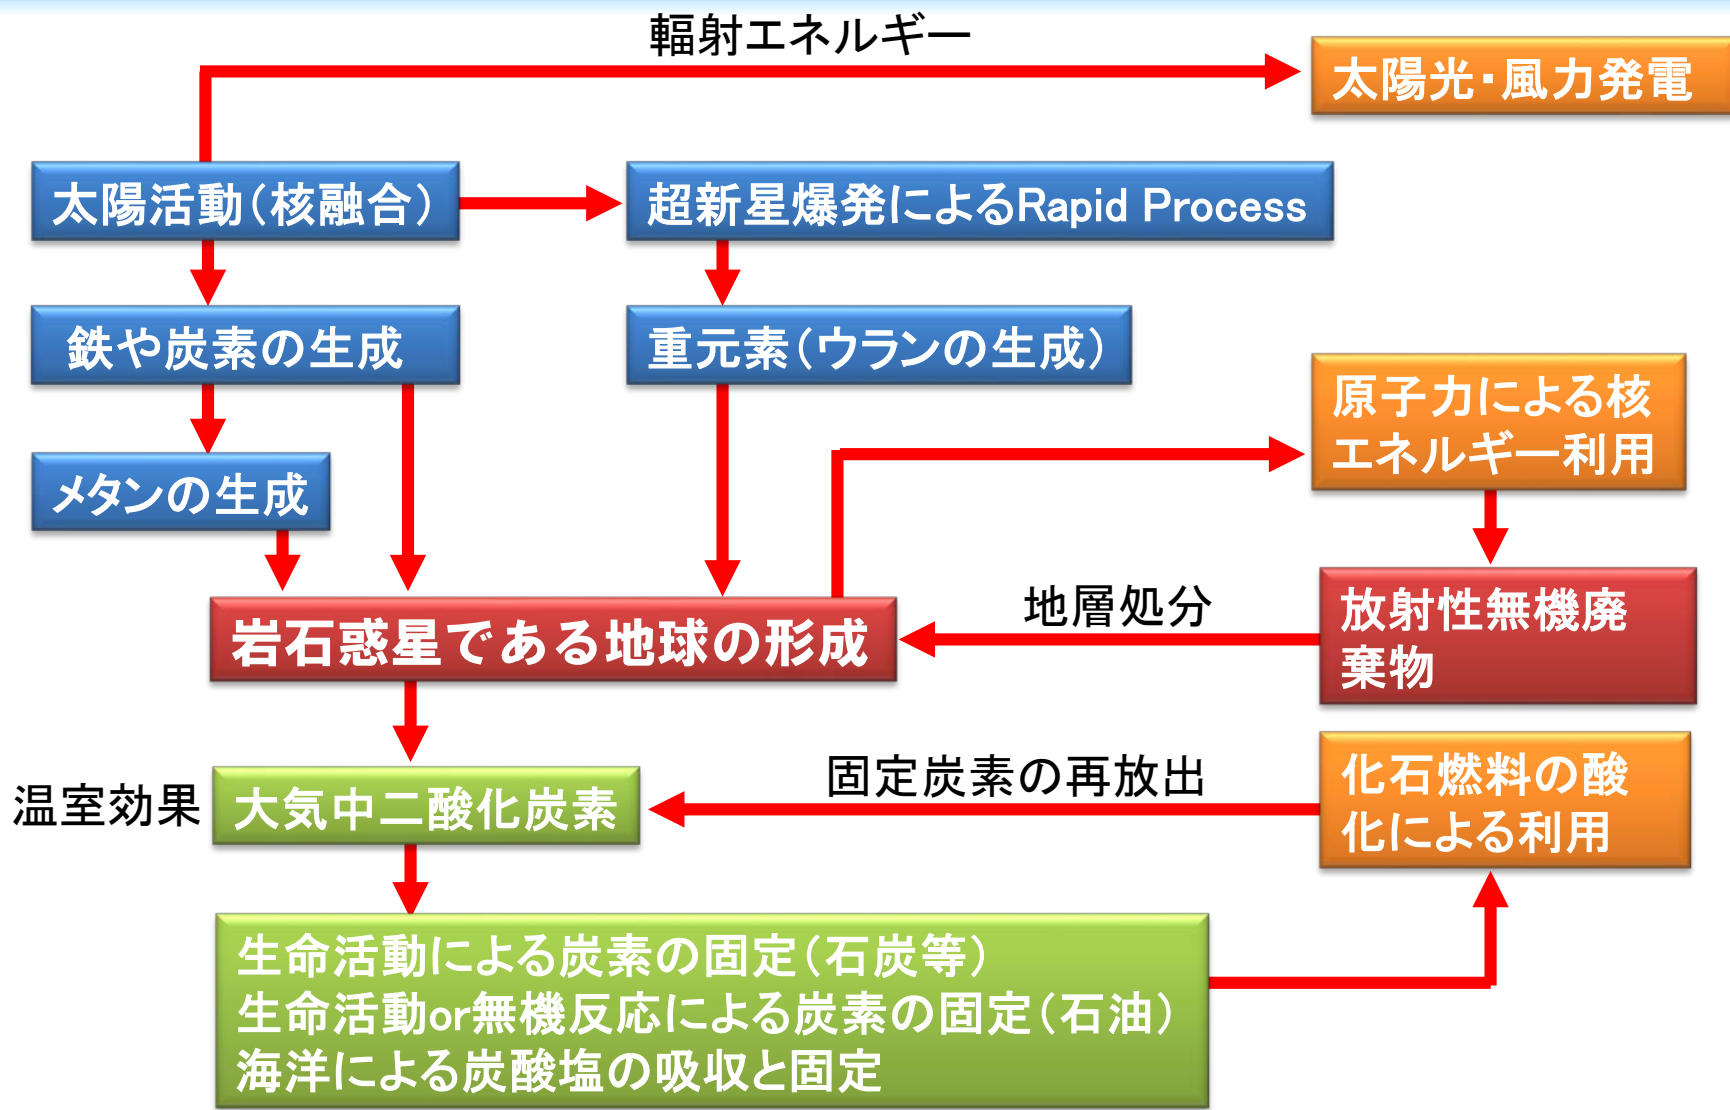 輻射エネルギー
太陽光・風力発電
太陽活動（核融合）
超新星爆発によるRapid Process
鉄や炭素の生成
重元素（ウランの生成）
原子力による核
エネルギー利用
メタンの生成
地層処分
放射性無機廃
棄物
岩石惑星である地球の形成
固定炭素の再放出
化石燃料の酸
化による利用
温室効果
大気中二酸化炭素
生命活動による炭素の固定（石炭等）
生命活動or無機反応による炭素の固定（石油）
海洋による炭酸塩の吸収と固定